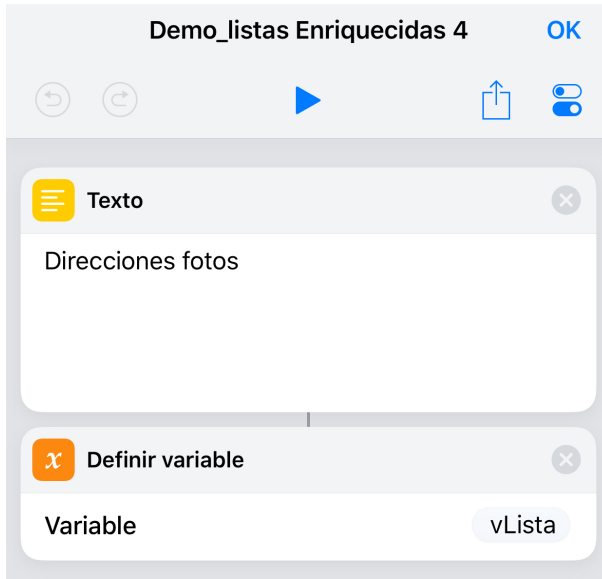 Demo_listas Enriquecidas 4
OK
Texto
Direcciones fotos
x
Definir variable
Variable
vLista